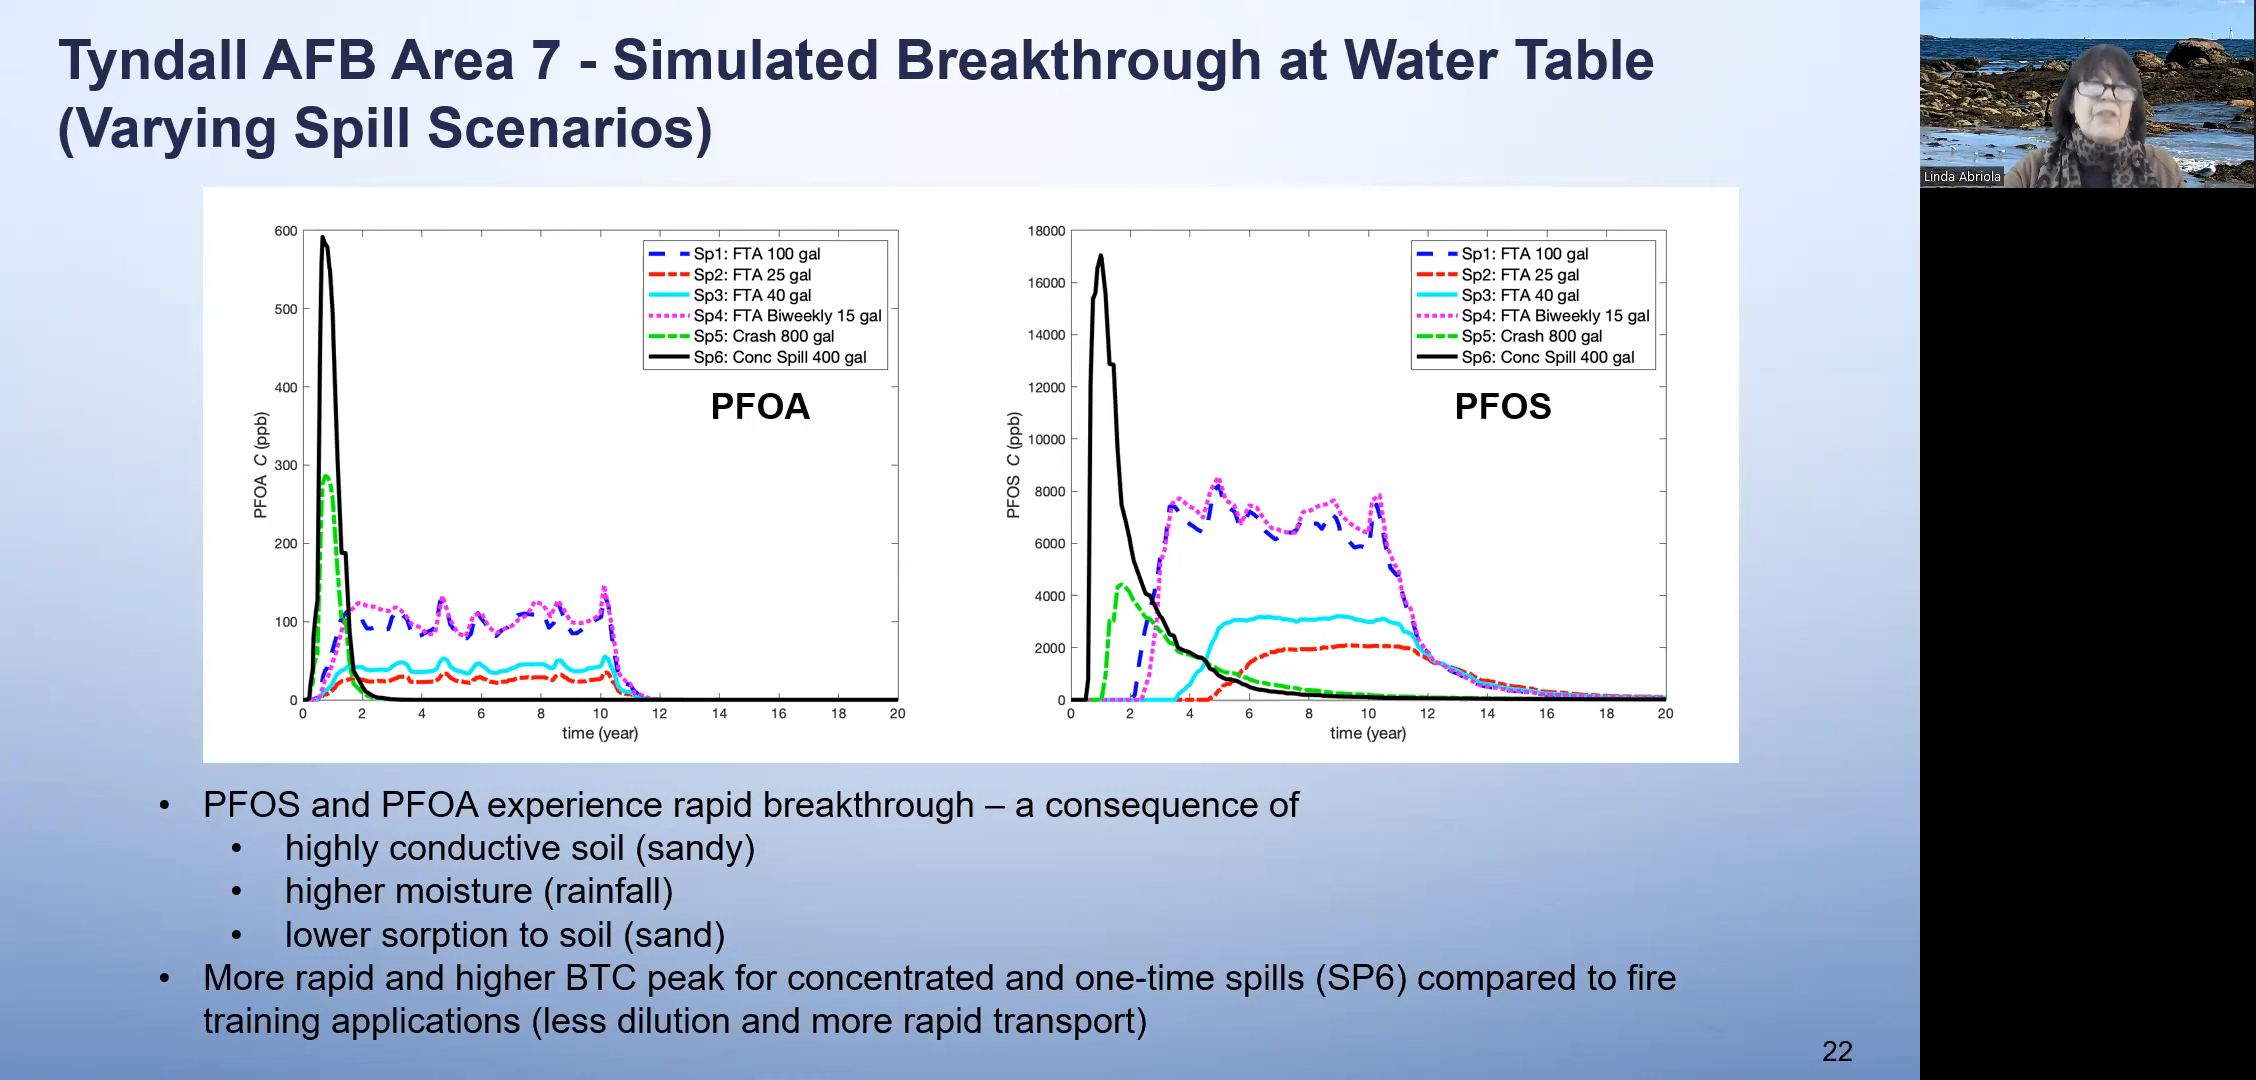 Tyndall AFB Area 7 - Simulated Breakthrough at Water Table
(Varying Spill Scenarios)
Linda Abriola
600
500
400
300
200
100
0
PFOA C (ppb)
0 2 4 6 8 10 12 14 16 18 20
time (year)
Sp1: FTA 100 gal
Sp2: FTA 25 gal
Sp3: FTA 40 gal
Sp4: FTA Biweekly 15 gal
Sp5: Crash 800 gal
Sp6: Conc Spill 400 gal
PFOA
18000
16000
14000
12000
10000
8000
6000
4000
2000
0
PFOS C (ppb)
0 2 4 6 8 10 12 14 16 18 20
time (year)
Sp1: FTA 100 gal
Sp2: FTA 25 gal
Sp3: FTA 40 gal
Sp4: FTA Biweekly 15 gal
Sp5: Crash 800 gal
Sp6: Conc Spill 400 gal
PFOS
• PFOS and PFOA experience rapid breakthrough – a consequence of
• highly conductive soil (sandy)
• higher moisture (rainfall)
• lower sorption to soil (sand)
• More rapid and higher BTC peak for concentrated and one-time spills (SP6) compared to fire
training applications (less dilution and more rapid transport)
22